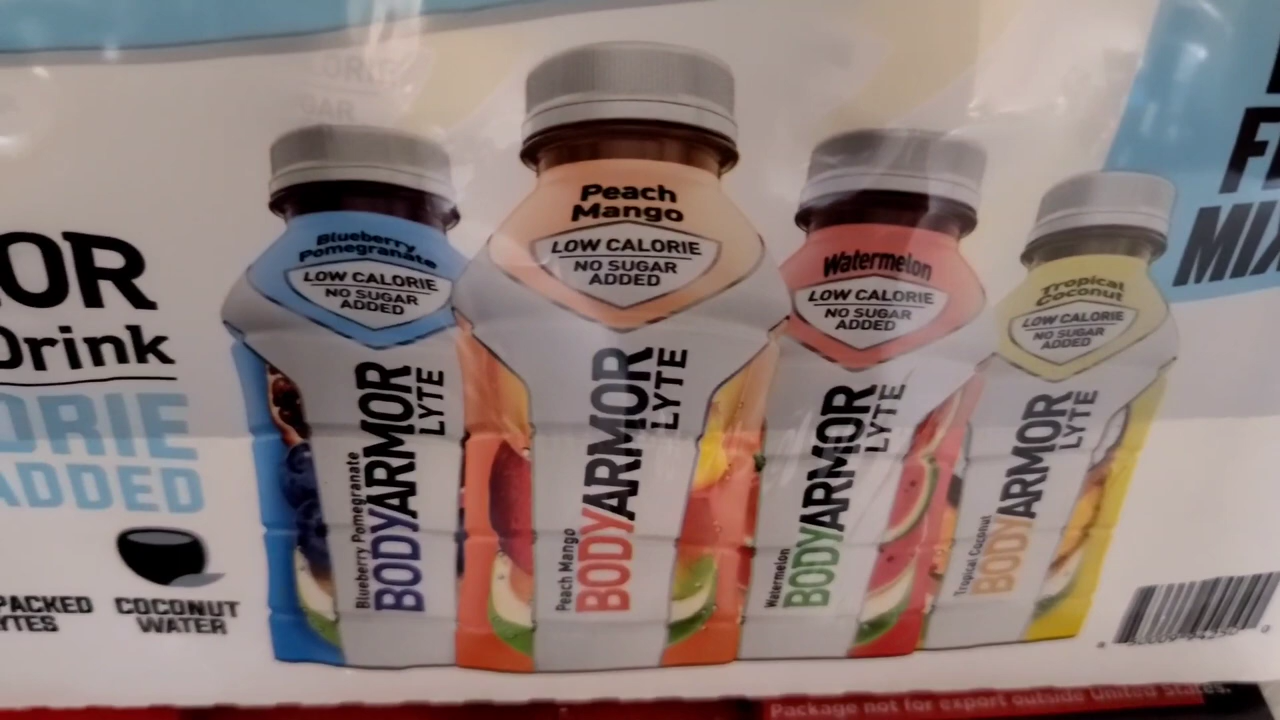 OR
Drink
ORIE
ADDED
PACKED
YTES
COCONUT
WATER
Blueberry
Pomegranate
LOW CALORIE
NO SUGAR
ADDED
Blueberry Pomegranate
BODYARMOR
LYTE
Peach
Mango
LOW CALORIE
NO SUGAR
ADDED
Peach Mango
BODYARMOR
LYTE
Watermelon
LOW CALORIE
NO SUGAR
ADDED
Watermelon
BODYARMOR
LYTE
Tropical
Coconut
LOW CALORIE
NO SUGAR
ADDED
Tropical Coconut
BODYARMOR
LYTE
MIX
Package not for export outside United States.